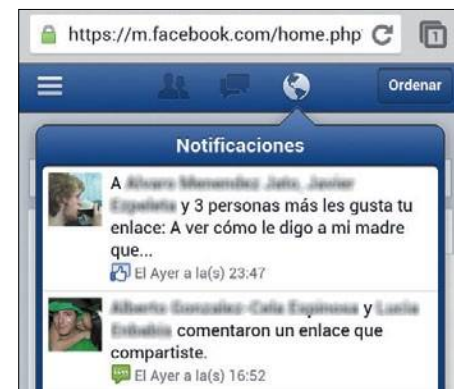 https://m.facebook.com/home.php
1
Ordenar
Notificaciones
A
y 3 personas más les gusta tu
enlace: A ver cómo le digo a mi madre
que...
El Ayer a la(s) 23:47
y
comentaron un enlace que
compartiste.
El Ayer a la(s) 16:52